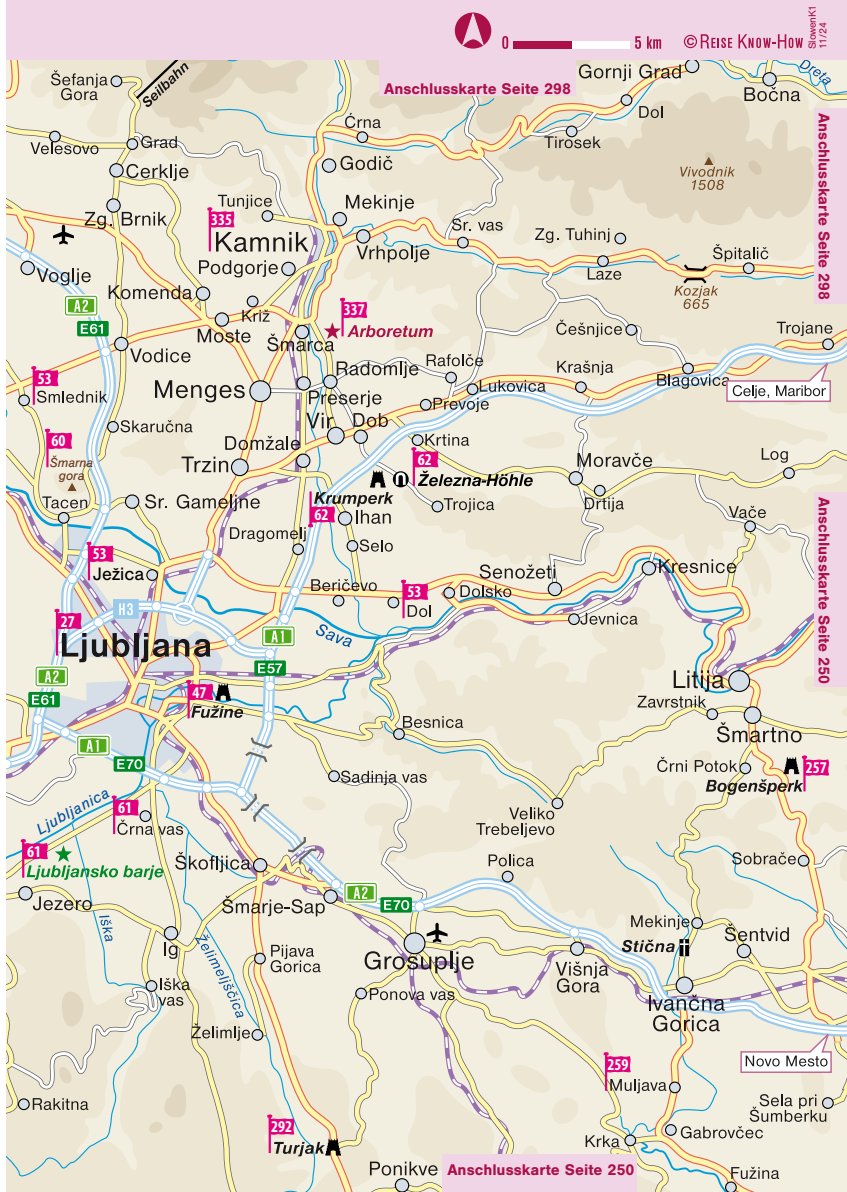 0 5 km
© REISE KNOW-HOW
SlowenK1
11/24
Anschlusskarte Seite 298
Gornji Grad
Dreta
Bočna
Šefanja
Gora
Seilbahn
Dol
Črna
Tirosek
Velesovo
Grad
Cerklje
Godič
Vivodnik
1508
Anschlusskarte Seite 298
Tunjice
Mekinje
Zg. Brnik
335
Kamnik
Vrhpolje
Sr. vas
Zg. Tuhinj
Špitalič
Voglje
Podgorje
Laze
Kozjak
665
A2
E61
Komenda
Križ
Moste
337
Arboretum
Šmarca
Češnjice
Trojane
Vodice
Radomlje
Rafolče
Krašnja
Blagovica
53
Smlednik
Menges
Preserje
Lukovica
Celje, Maribor
Prevoje
Skaručna
Vir
Dob
60
Šmarna
gora
Domžale
Krtina
Trzin
62
Železna-Höhle
Moravče
Log
Tacen
Sr. Gameljne
Krumperk
62
Ihan
Trojica
Drtija
Vače
Dragomelj
Selo
Anschlusskarte Seite 250
53
Ježica
Beričevo
53
Dol
Dolsko
Senožeti
Kresnice
27
H3
Ljubljana
A1
Sava
Jevnica
E57
A2
E61
47
Fužine
Litija
Zavrstnik
Šmartno
A1
E70
Besnica
Sadinja vas
Črni Potok
257
Bogenšperk
Ljubljanica
61
Črna vas
Veliko
Trebeljevo
61
Ljubljansko barje
Škofljica
Polica
Sobrače
Jezero
Šmarje-Sap
A2
E70
Iška
Mekinje
Ig
Želimeljščica
Pijava
Gorica
Grosuplje
Stična
Šentvid
Višnja
Gora
Iška
vas
Ponova vas
Ivančna
Gorica
Želimlje
Novo Mesto
259
Muljava
Rakitna
Sela pri
Šumberku
292
Turjak
Krka
Gabrovčec
Ponikve
Anschlusskarte Seite 250
Fužina